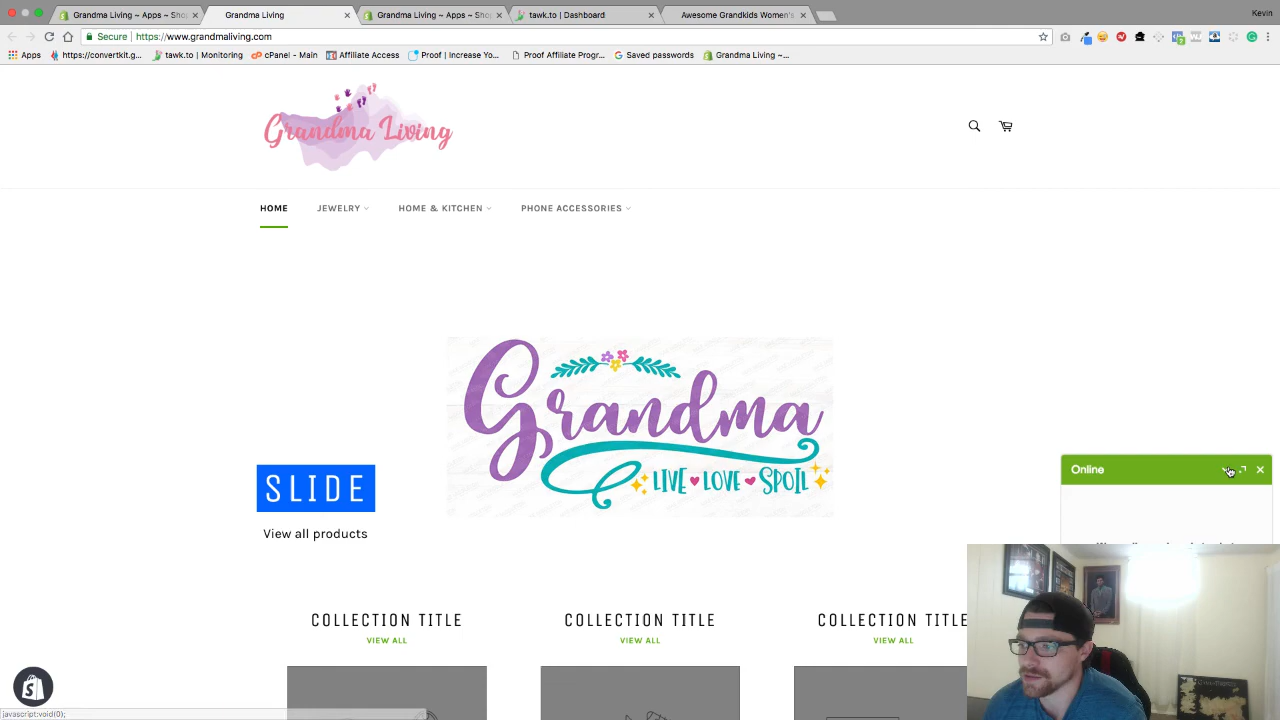 Grandma Living ~ Apps ~ Sho
Grandma Living
Grandma Living ~ Apps ~ Sho
tawk.to | Dashboard
Awesome Grandkids Women's
Kevin
Secure
https://www.grandmaliving.com
Apps
https://convertkit.g...
tawk.to | Monitoring
cPanel - Main
Affiliate Access
Proof | Increase Yo...
Proof Affiliate Progr...
Saved passwords
Grandma Living ~...
Grandma Living
HOME
JEWELRY
HOME & KITCHEN
PHONE ACCESSORIES
Grandma
LIVE LOVE SPOIL
Online
SLIDE
View all products
COLLECTION TITLE
COLLECTION TITLE
COLLECTION TITLE
VIEW ALL
VIEW ALL
VIEW ALL
javascript:void(0);